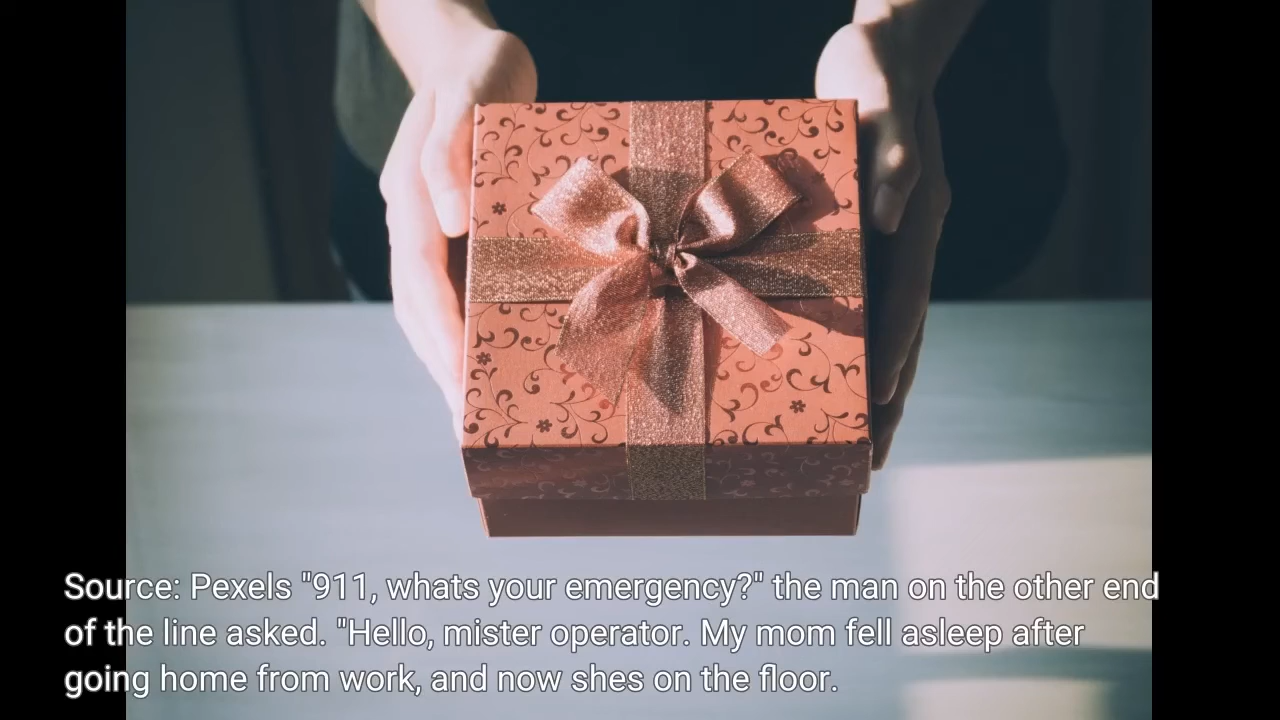 Source: Pexels "911, whats your emergency?" the man on the other end
of the line asked. "Hello, mister operator. My mom fell asleep after
going home from work, and now shes on the floor.